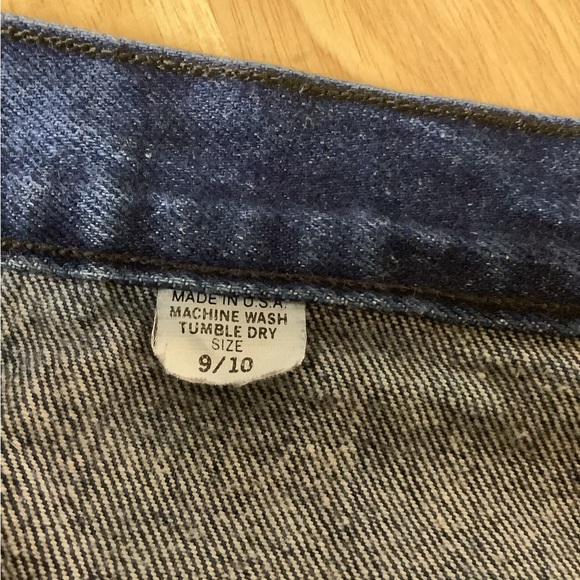 MADE IN U.S.A.
MACHINE WASH
TUMBLE DRY
SIZE
9/10